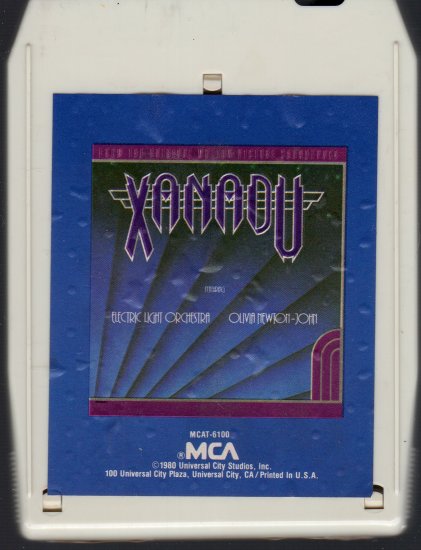 FROM THE ORIGINAL MOTION PICTURE SOUNDTRACK
XANADU
ELECTRIC LIGHT ORCHESTRA OLIVIA NEWTON-JOHN
MCAT-6100
®MCA
©1980 Universal City Studios, Inc.
100 Universal City Plaza, Universal City, CA/Printed In U.S.A.